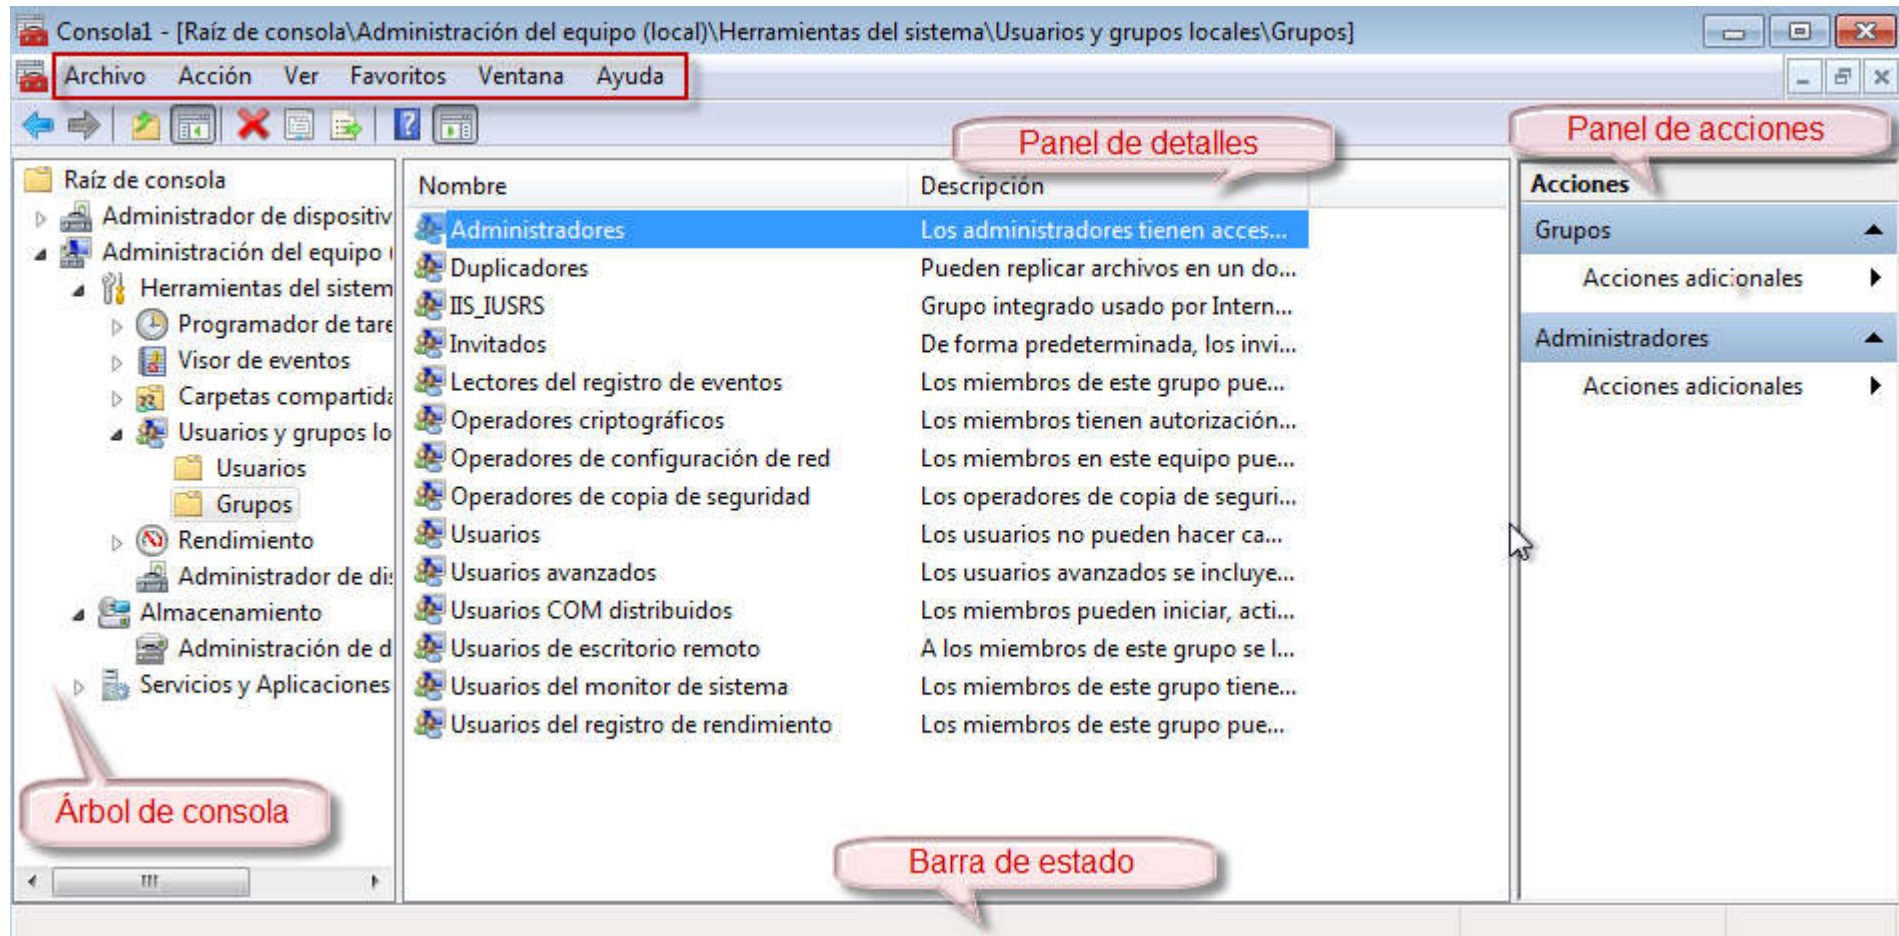 Consola1 - [Raíz de consola\Administración del equipo (local)\Herramientas del sistema\Usuarios y grupos locales\Grupos]
Archivo Acción Ver Favoritos Ventana Ayuda
Panel de detalles
Panel de acciones
Raíz de consola
Administrador de dispositiv
Administración del equipo (
Herramientas del sistem
Programador de tare
Visor de eventos
Carpetas compartida
Usuarios y grupos lo
Usuarios
Grupos
Rendimiento
Administrador de dis
Almacenamiento
Administración de d
Servicios y Aplicaciones
Árbol de consola
Nombre Descripción
Administradores Los administradores tienen acces...
Duplicadores Pueden replicar archivos en un do...
IIS_IUSRS Grupo integrado usado por Intern...
Invitados De forma predeterminada, los invi...
Lectores del registro de eventos Los miembros de este grupo pue...
Operadores criptográficos Los miembros tienen autorización...
Operadores de configuración de red Los miembros en este equipo pue...
Operadores de copia de seguridad Los operadores de copia de seguri...
Usuarios Los usuarios no pueden hacer ca...
Usuarios avanzados Los usuarios avanzados se incluye...
Usuarios COM distribuidos Los miembros pueden iniciar, acti...
Usuarios de escritorio remoto A los miembros de este grupo se l...
Usuarios del monitor de sistema Los miembros de este grupo tiene...
Usuarios del registro de rendimiento Los miembros de este grupo pue...
Acciones
Grupos
Acciones adicionales
Administradores
Acciones adicionales
Barra de estado